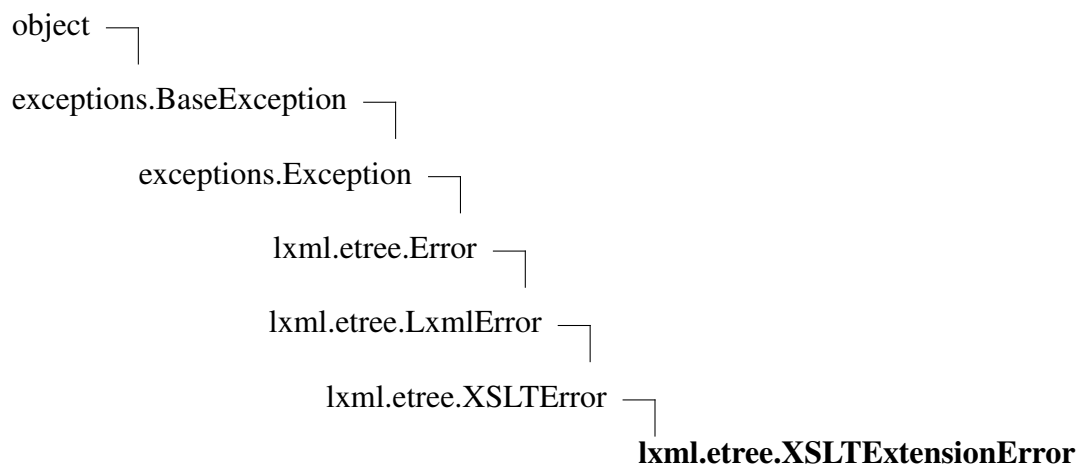 object
exceptions.BaseException
exceptions.Exception
lxml.etree.Error
lxml.etree.LxmlError
lxml.etree.XSLTError
lxml.etree.XSLTExtensionError